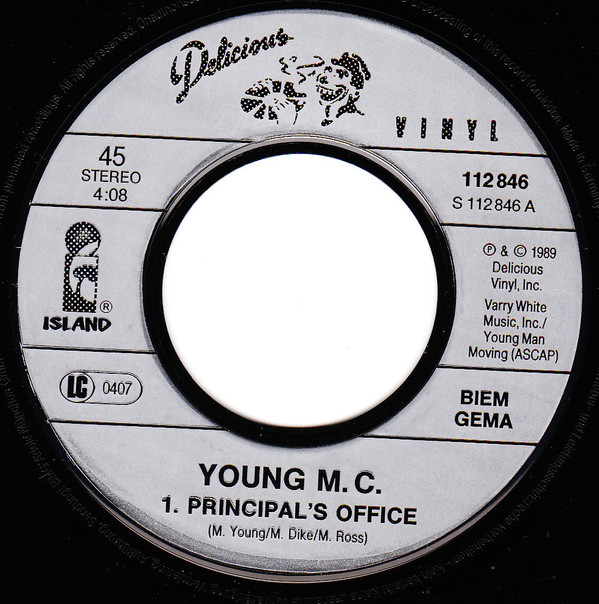 Delicious
VINYL
45
STEREO
4:08
112 846
S 112 846 A
ISLAND
®
℗ & © 1989
Delicious
Vinyl, Inc.
Varry White
Music, Inc./
Young Man
Moving (ASCAP)
LC 0407
BIEM
GEMA
YOUNG M.C.
1. PRINCIPAL'S OFFICE
(M. Young/M. Dike/M. Ross)